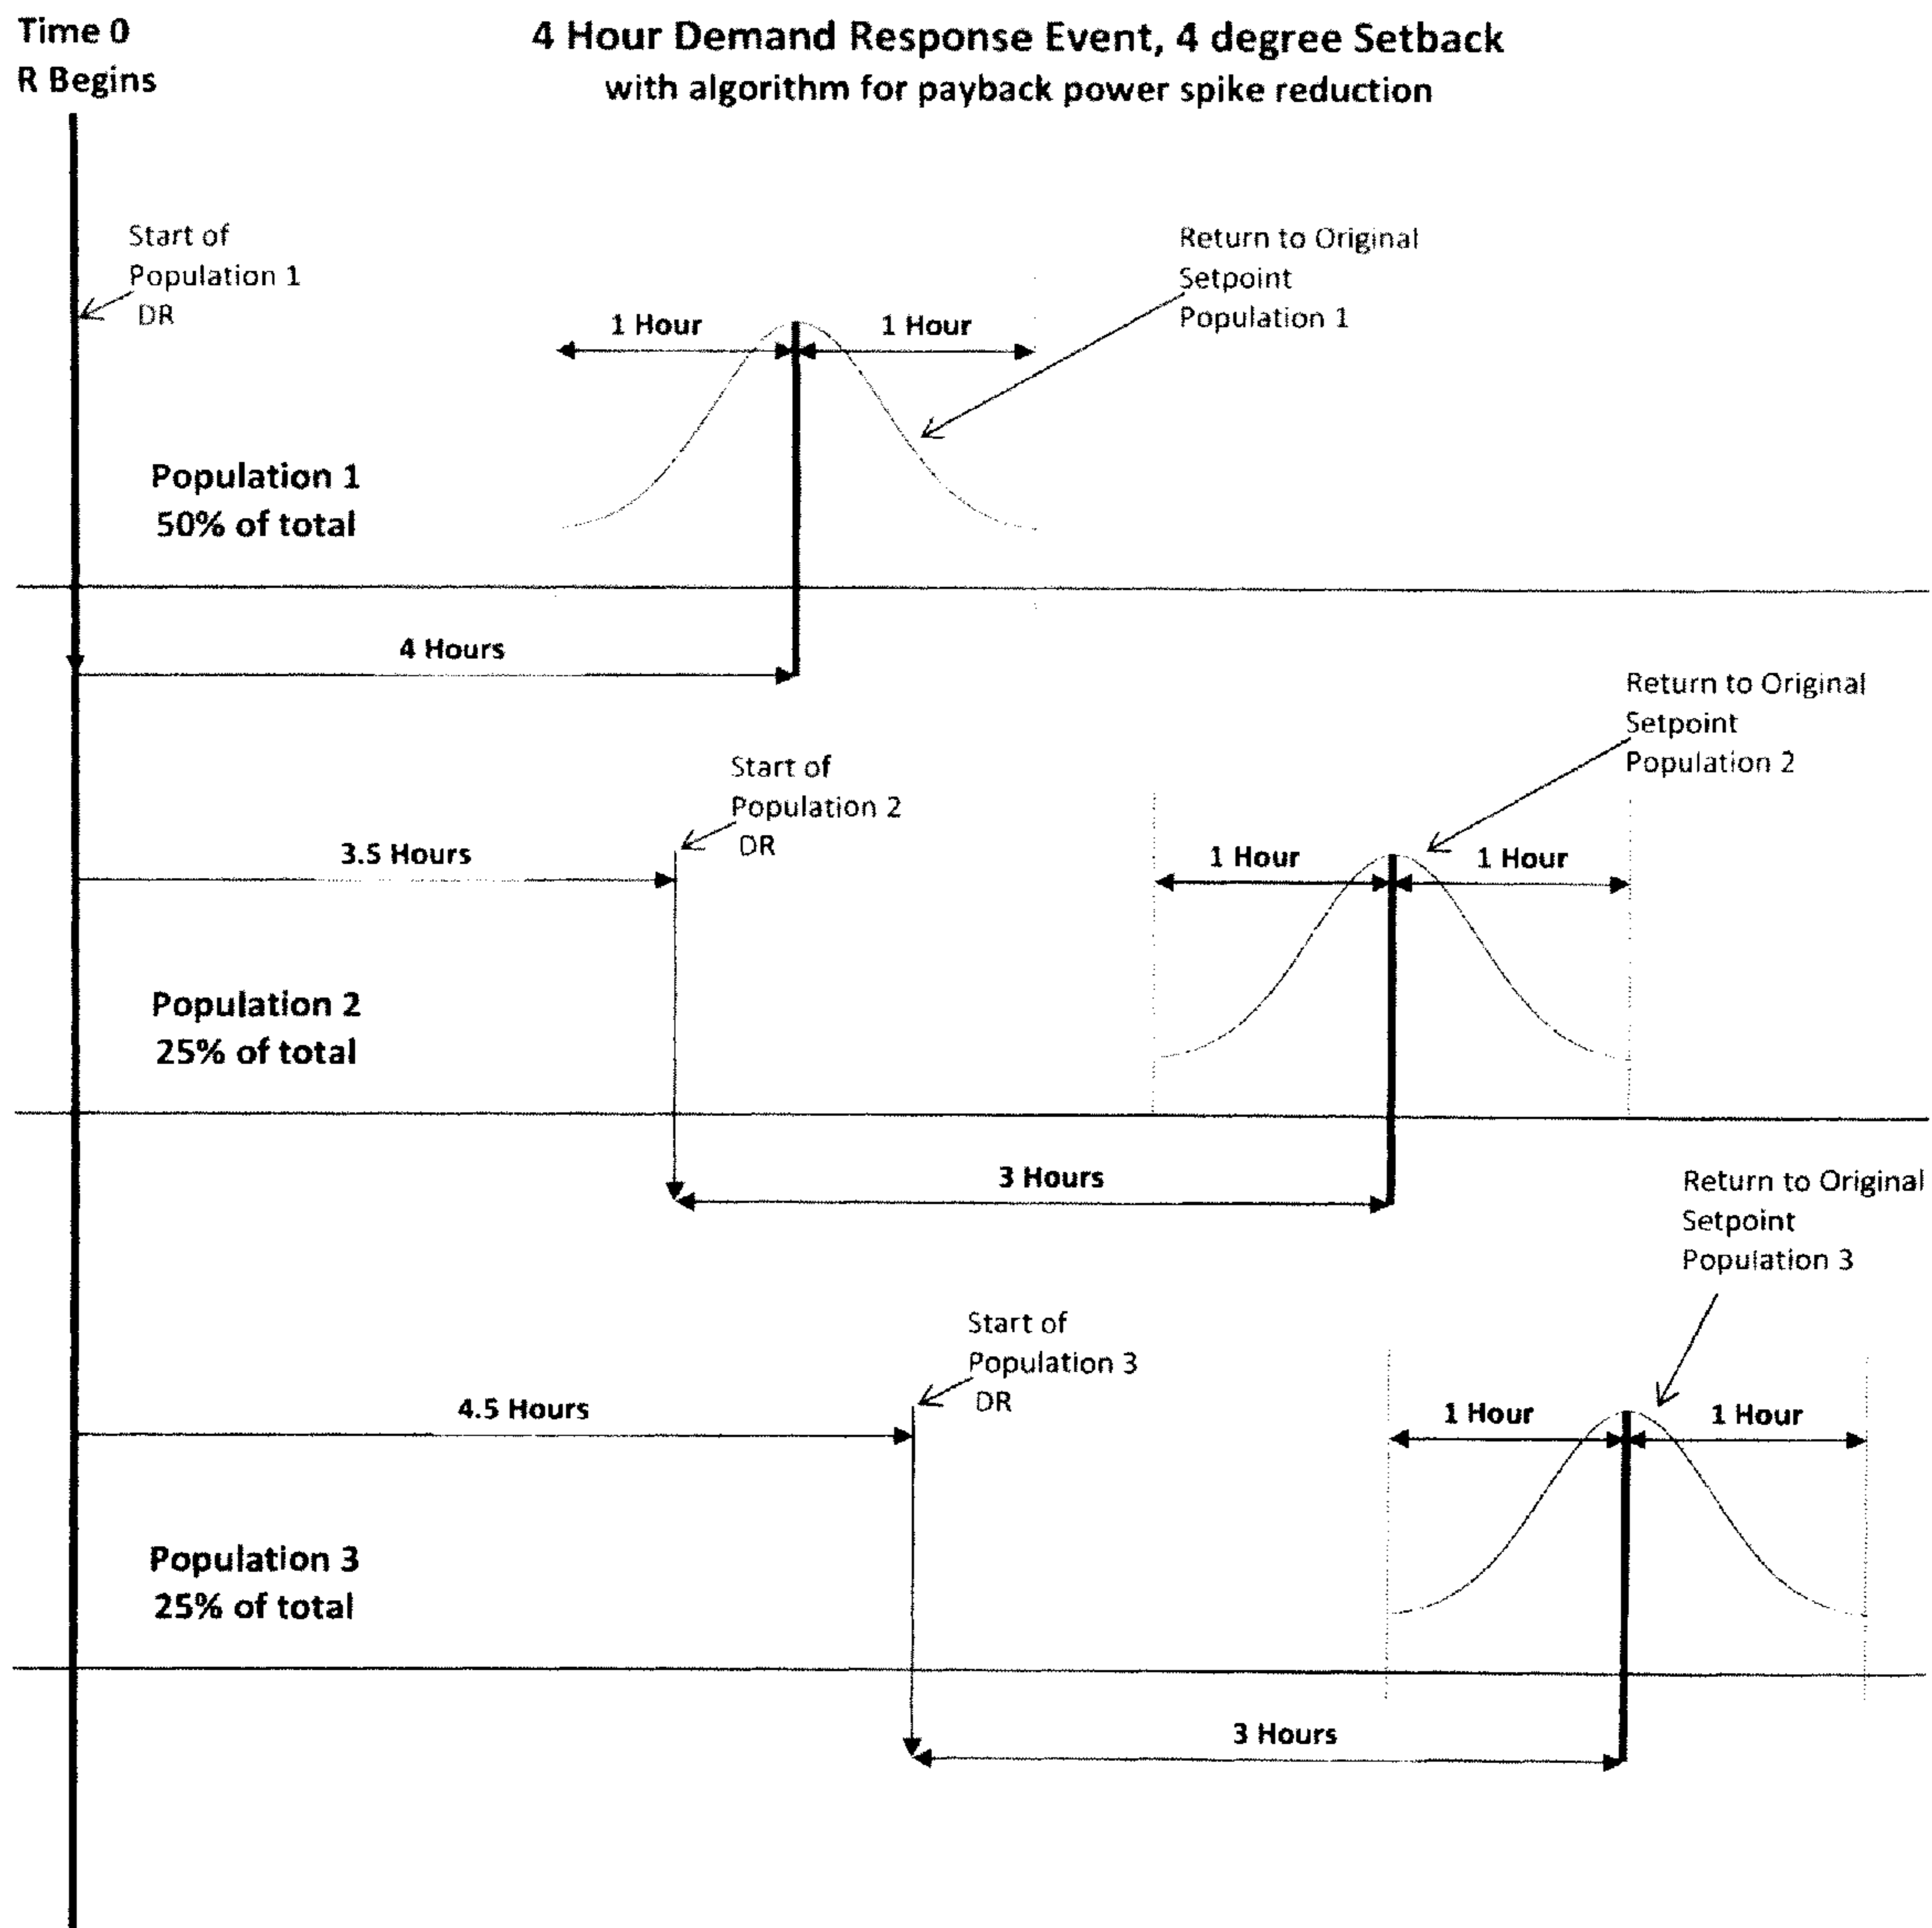 Time 0
R Begins
4 Hour Demand Response Event, 4 degree Setback
with algorithm for payback power spike reduction
Start of
Population 1
DR
Return to Original
Setpoint
Population 1
1 Hour
1 Hour
Population 1
50% of total
4 Hours
Return to Original
Setpoint
Population 2
Start of
Population 2
DR
3.5 Hours
1 Hour
1 Hour
Population 2
25% of total
3 Hours
Return to Original
Setpoint
Population 3
Start of
Population 3
DR
4.5 Hours
1 Hour
1 Hour
Population 3
25% of total
3 Hours